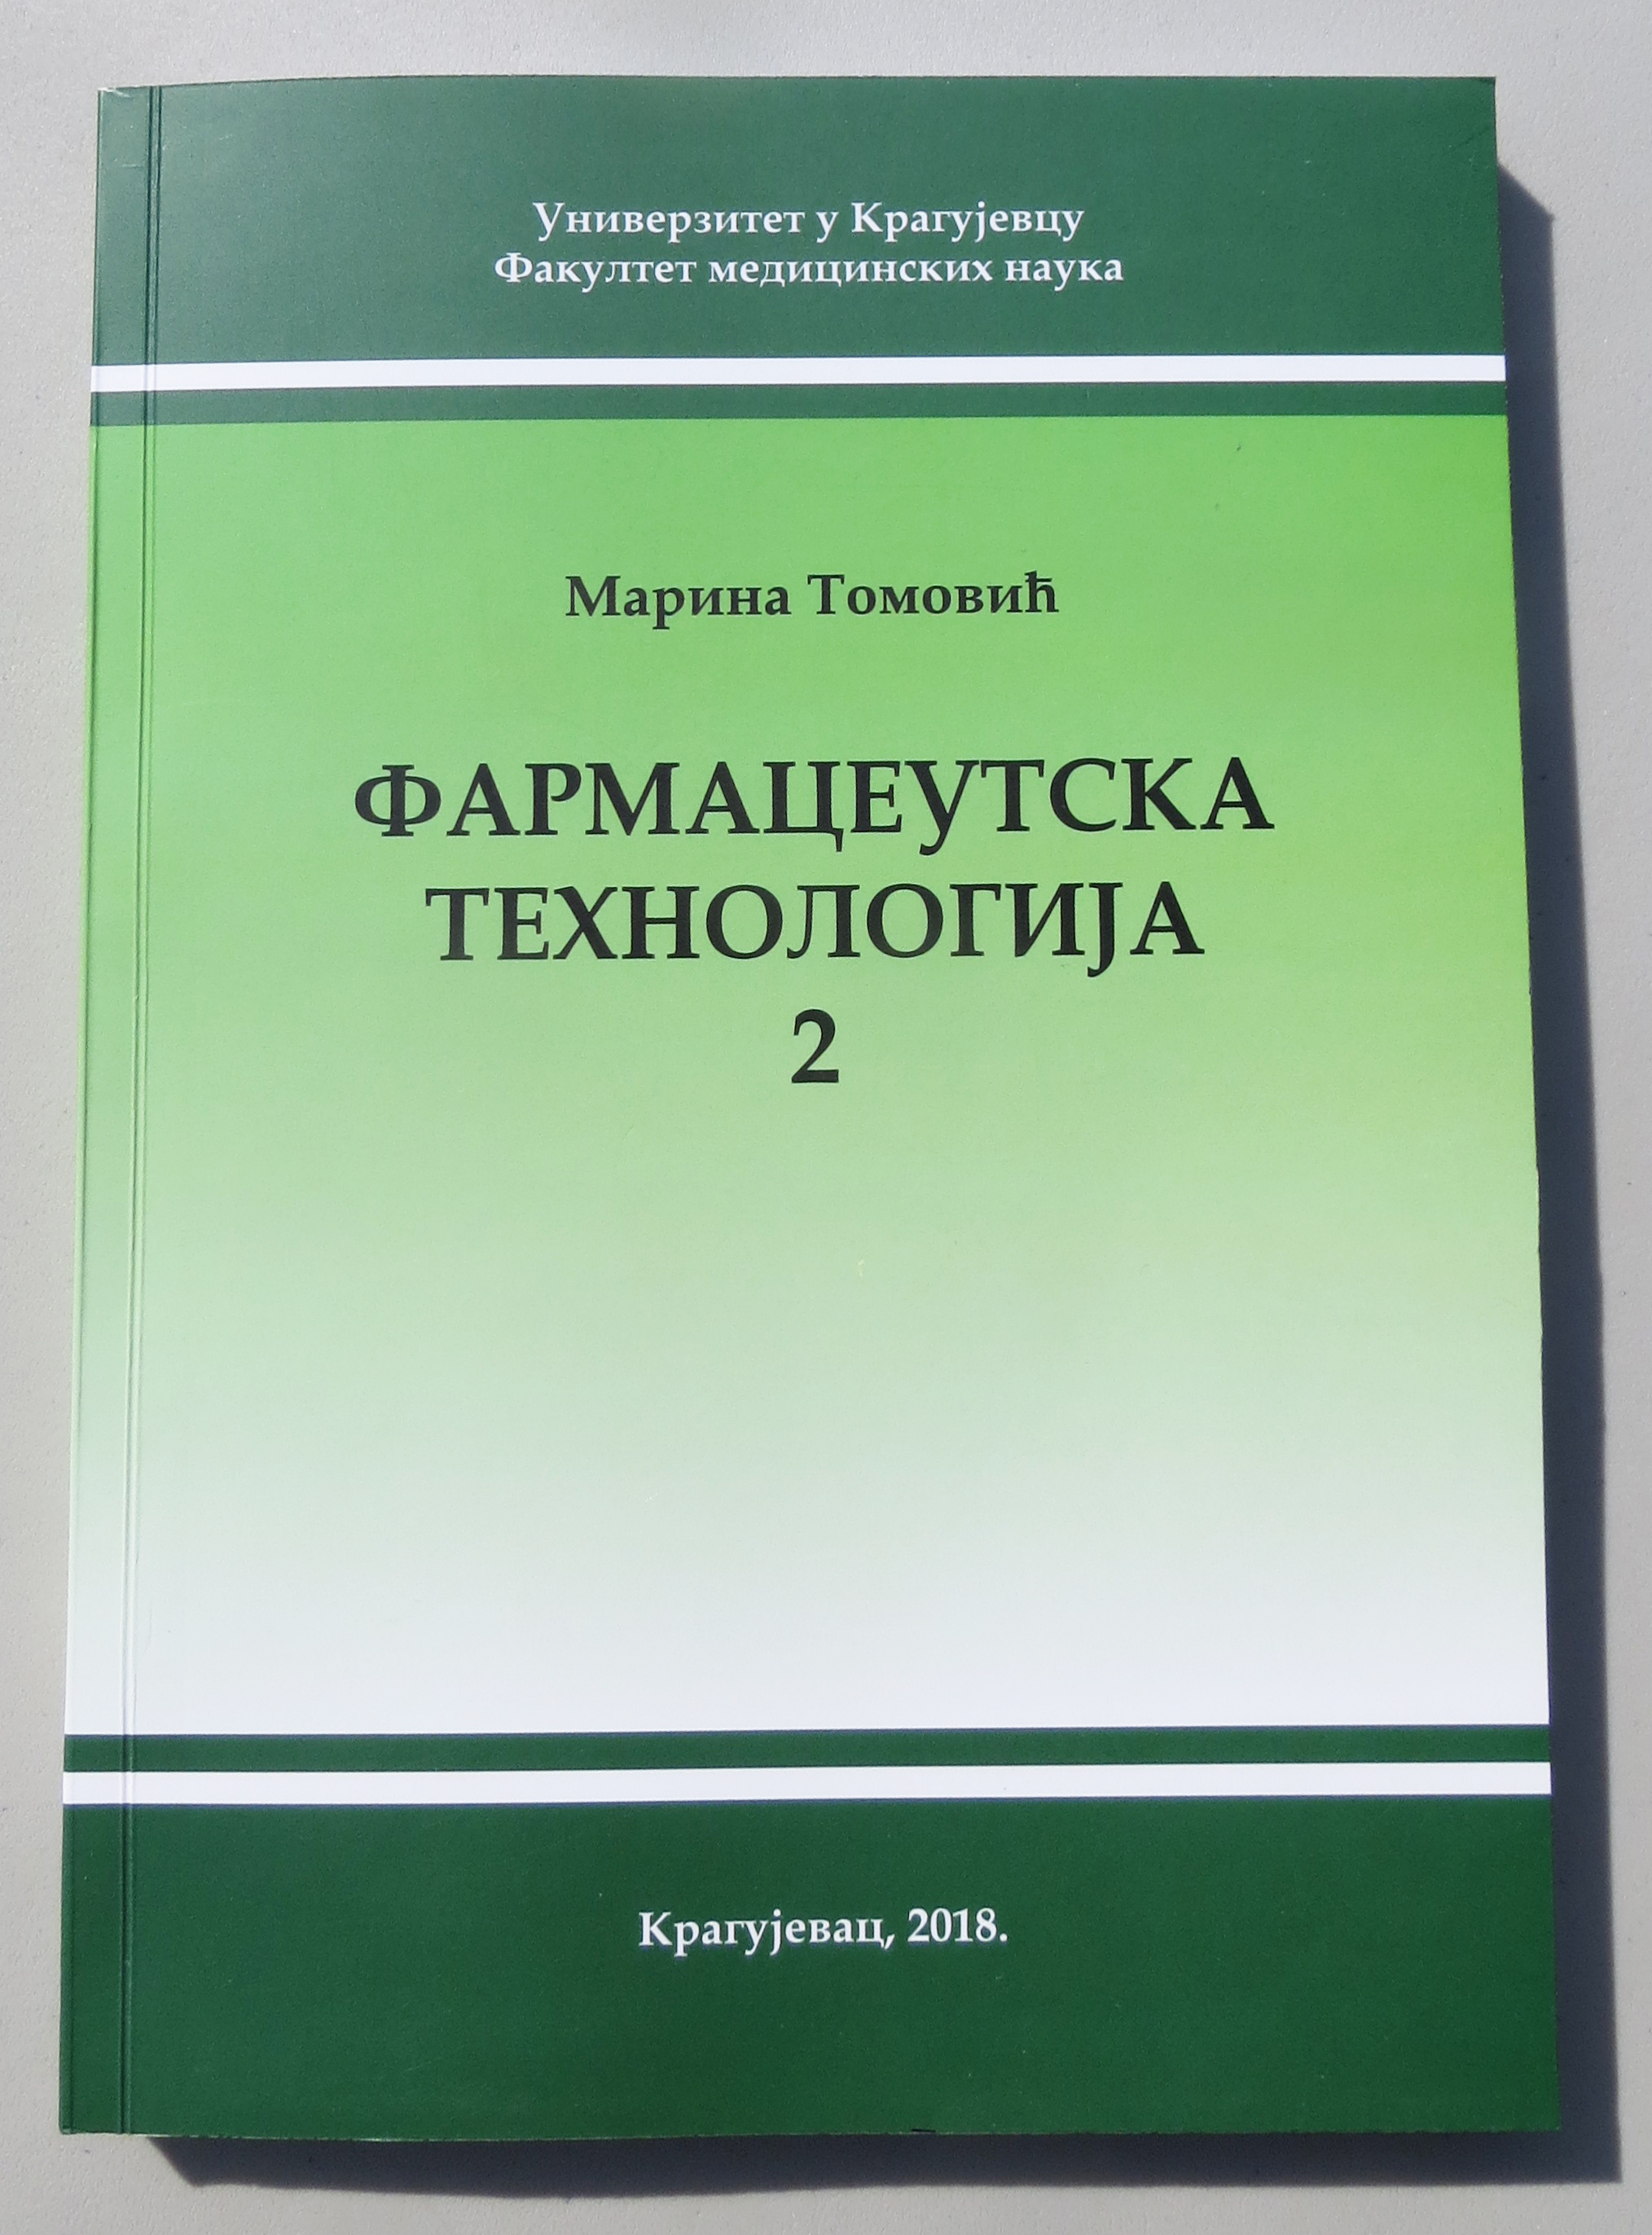 Универзитет у Крагујевцу
Факултет медицинских наука
Марина Томовић
ФАРМАЦЕУТСКА
ТЕХНОЛОГИЈА
2
Крагујевац, 2018.